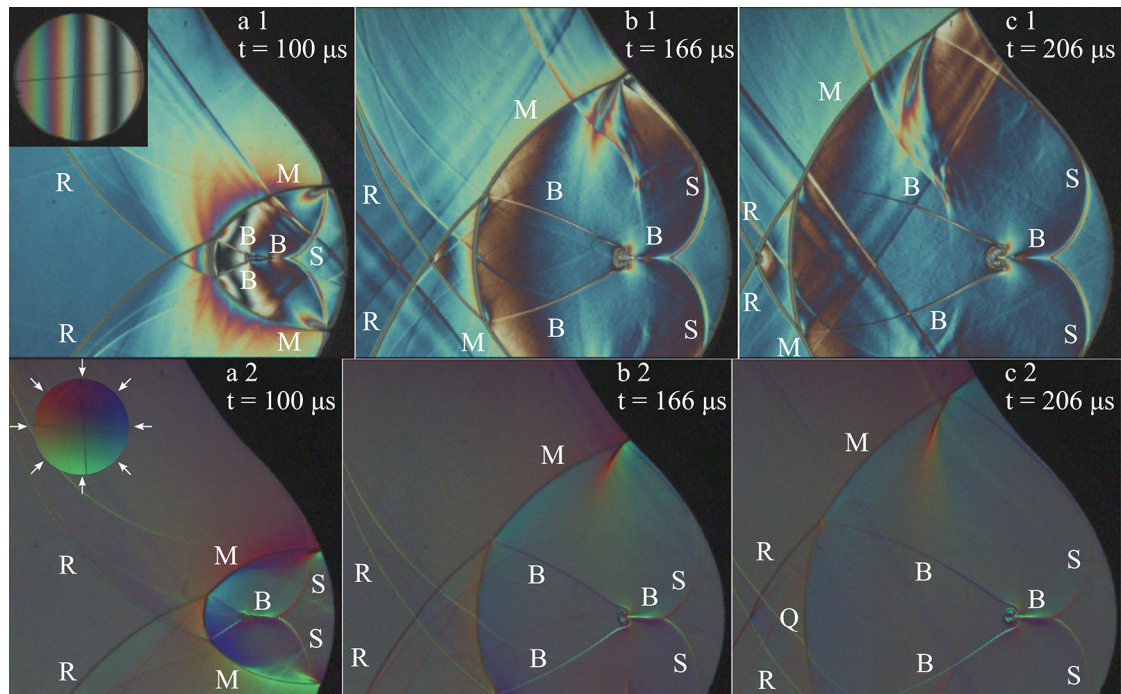 a 1
t = 100 μs
R
M
B
B
S
B
R
M
b 1
t = 166 μs
M
B
S
R
B
R
B
S
M
c 1
t = 206 μs
M
B
S
R
B
R
B
S
M
a 2
t = 100 μs
M
R
S
B
S
R
M
b 2
t = 166 μs
M
R
B
S
B
R
B
S
c 2
t = 206 μs
M
R
B
S
B
Q
R
B
S